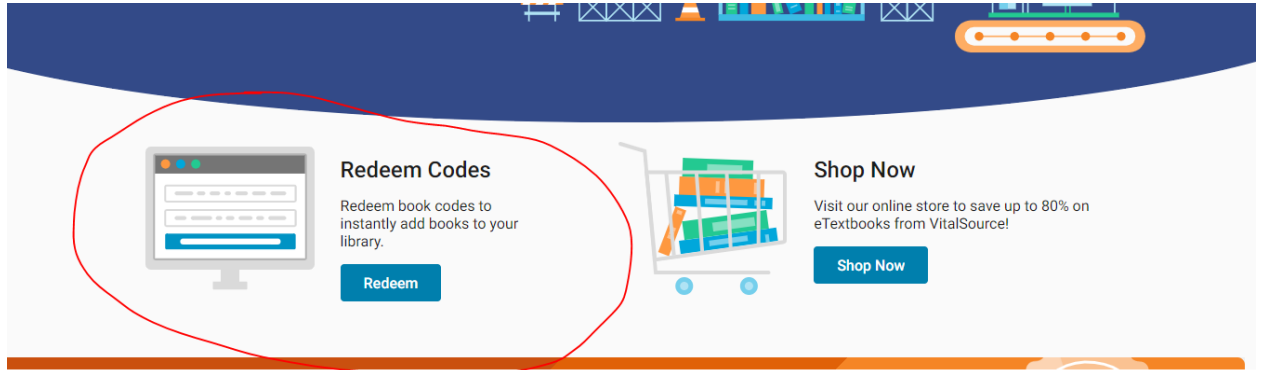 Redeem Codes
Redeem book codes to
instantly add books to your
library.
Redeem
Shop Now
Visit our online store to save up to 80% on
eTextbooks from VitalSource!
Shop Now